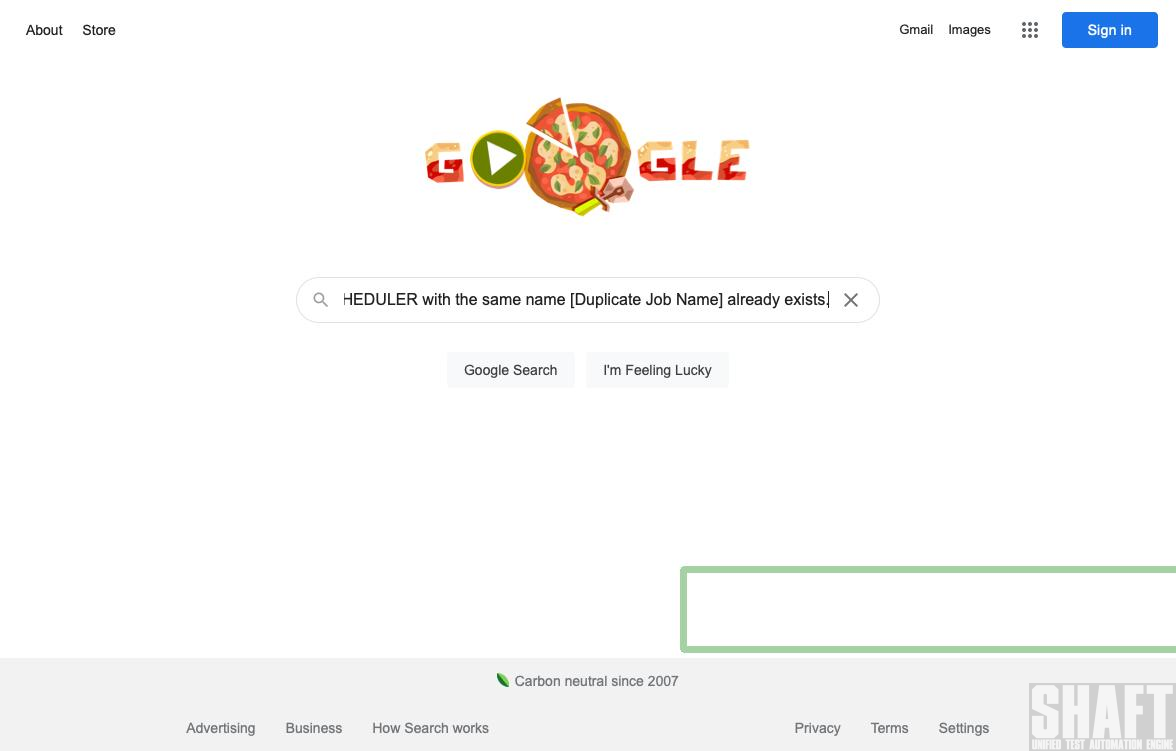 About Store
Gmail Images
Sign in
G GLE
HEDULER with the same name [Duplicate Job Name] already exists.
Google Search
I'm Feeling Lucky
Carbon neutral since 2007
Advertising Business How Search works
Privacy Terms Settings
SHAFT
UNIFIED TEST AUTOMATION ENGINE